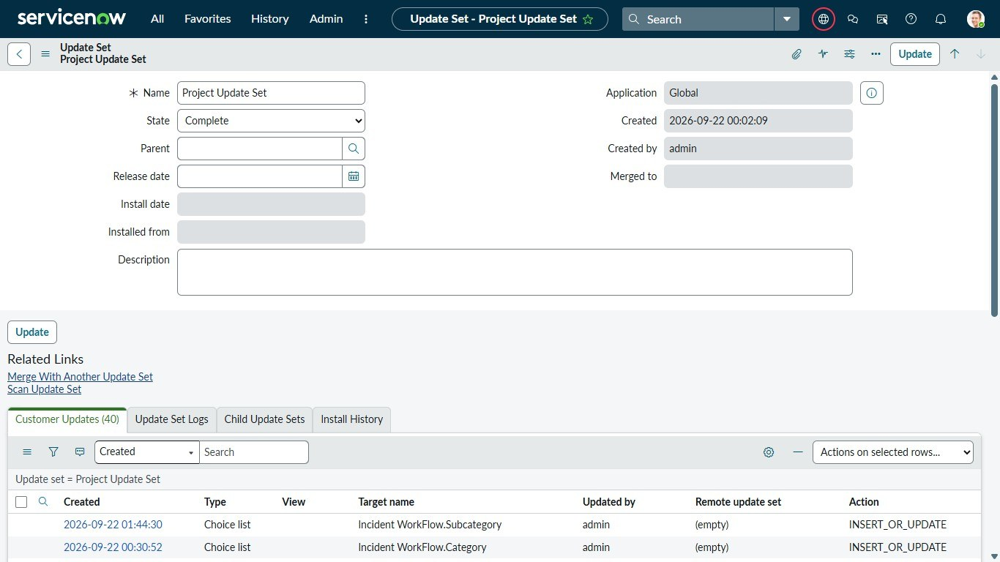 servicenow All Favorites History Admin Update Set - Project Update Set Search
Update Set
Project Update Set
Update
Name Project Update Set
Application Global
State Complete
Created 2026-09-22 00:02:09
Parent
Created by admin
Release date
Merged to
Install date
Installed from
Description
Update
Related Links
Merge With Another Update Set
Scan Update Set
Customer Updates (40) Update Set Logs Child Update Sets Install History
Created Search Actions on selected rows...
Update set = Project Update Set
Created Type View Target name Updated by Remote update set Action
2026-09-22 01:44:30 Choice list Incident WorkFlow.Subcategory admin (empty) INSERT_OR_UPDATE
2026-09-22 00:30:52 Choice list Incident WorkFlow.Category admin (empty) INSERT_OR_UPDATE